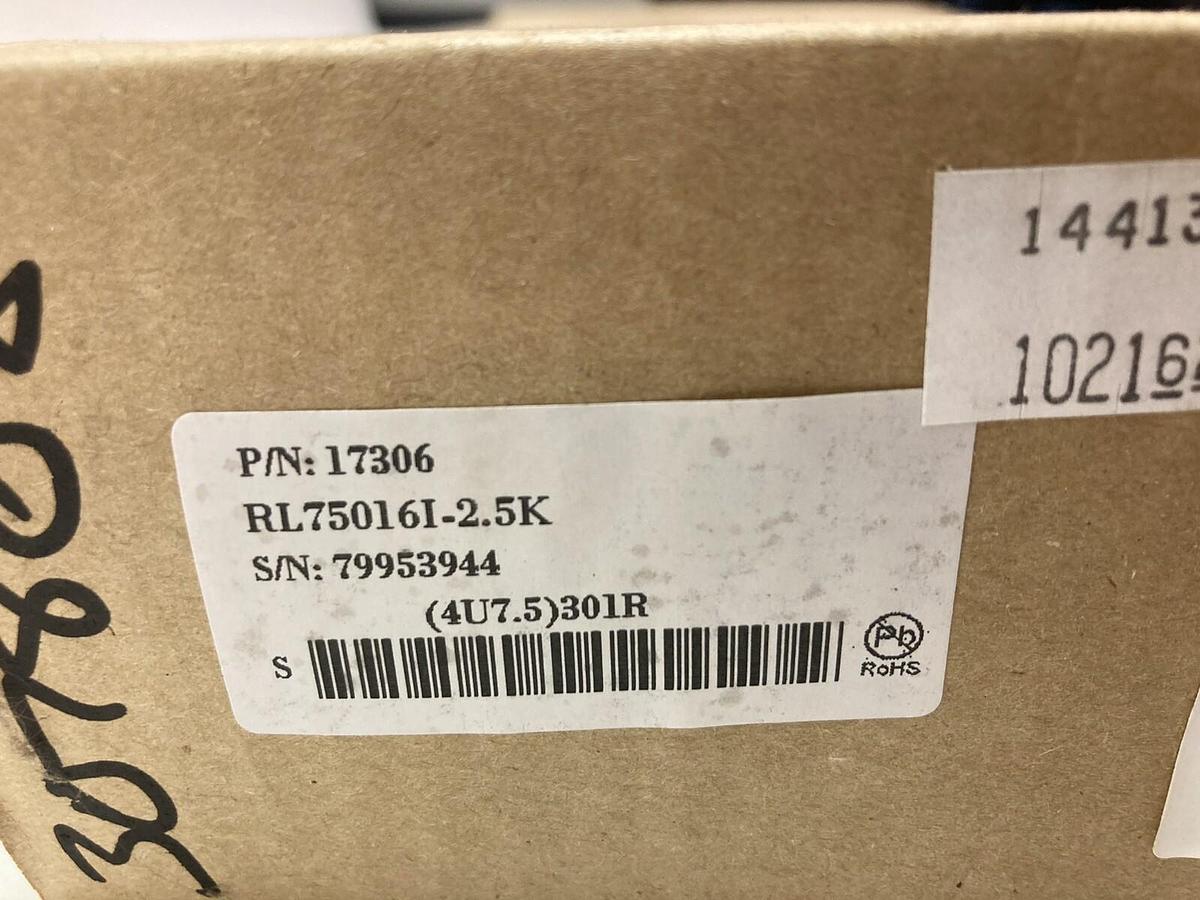 14413
10216
P/N: 17306
RL75016I-2.5K
S/N: 79953944
(4U7.5)301R
S
Pb
RoHS